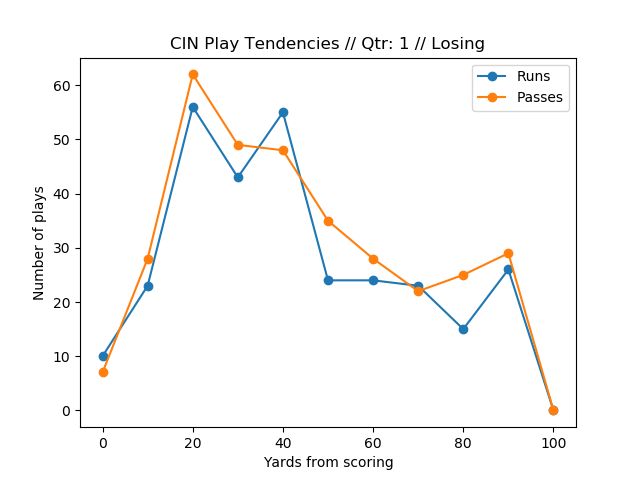 CIN Play Tendencies // Qtr: 1 // Losing
Runs
Passes
60
50
40
30
20
10
0
Number of plays
0 20 40 60 80 100
Yards from scoring